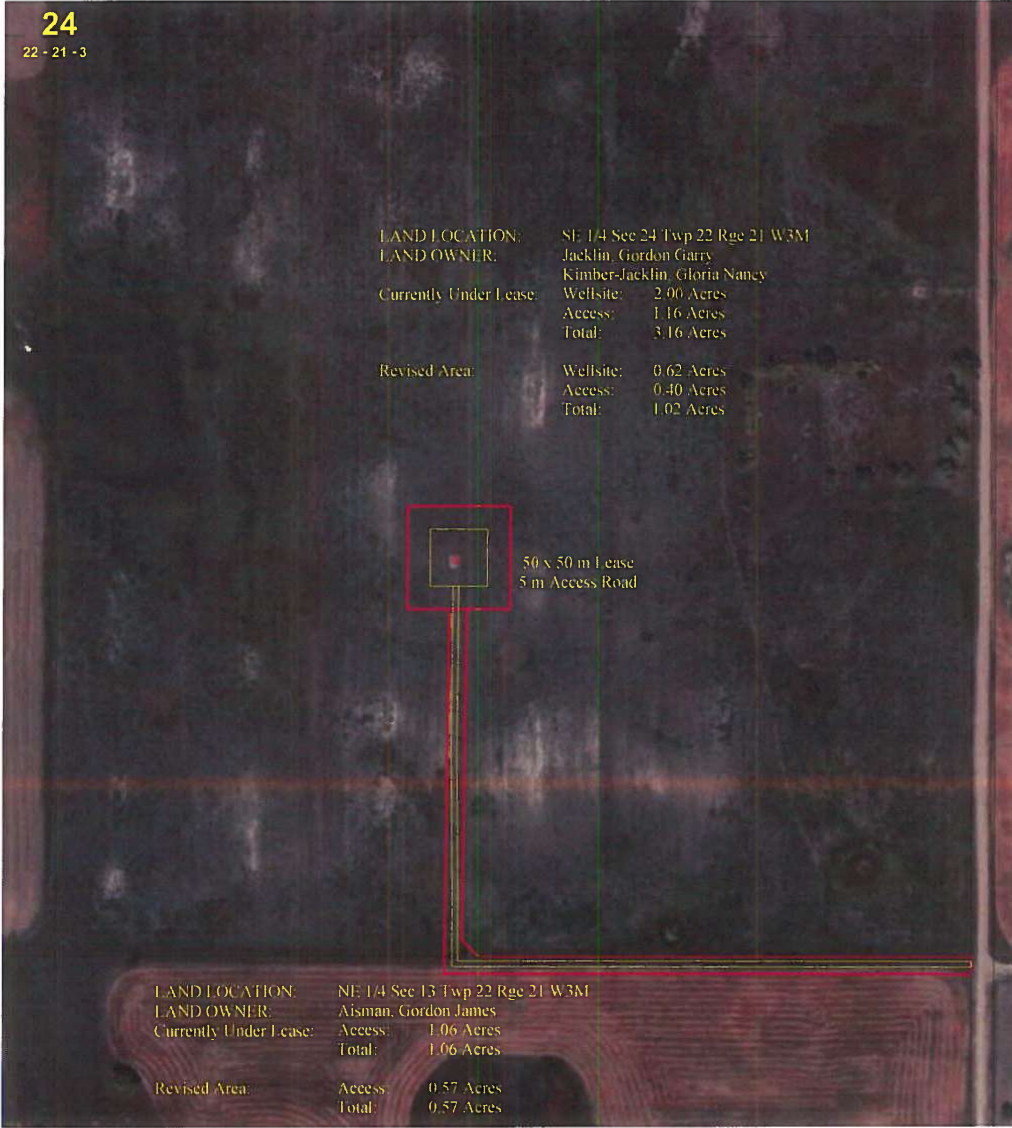 24
22 - 21 - 3
LAND LOCATION: SE 1/4 Sec 24 Twp 22 Rge 21 W3M
LAND OWNER: Jacklin, Gordon Garry
Kimber-Jacklin, Gloria Nancy
Currently Under Lease: Wellsite: 2.00 Acres
Access: 1.16 Acres
Total: 3.16 Acres
Revised Area: Wellsite: 0.62 Acres
Access: 0.40 Acres
Total: 1.02 Acres
50 x 50 m Lease
5 m Access Road
LAND LOCATION: NE 1/4 Sec 13 Twp 22 Rge 21 W3M
LAND OWNER: Aisman, Gordon James
Currently Under Lease: Access: 1.06 Acres
Total: 1.06 Acres
Revised Area: Access: 0.57 Acres
Total: 0.57 Acres